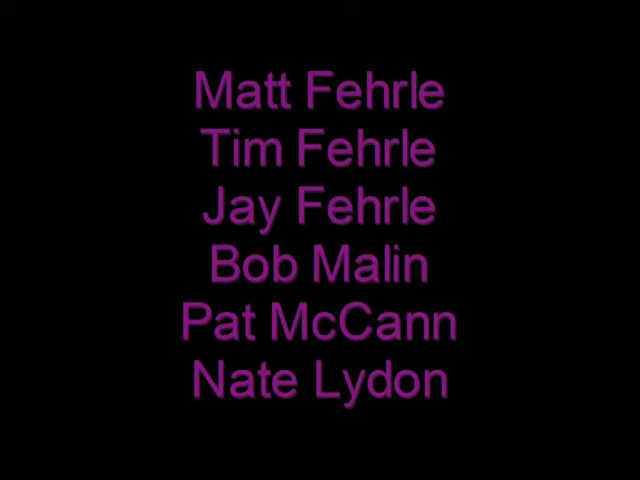 Matt Fehrle
Tim Fehrle
Jay Fehrle
Bob Malin
Pat McCann
Nate Lydon